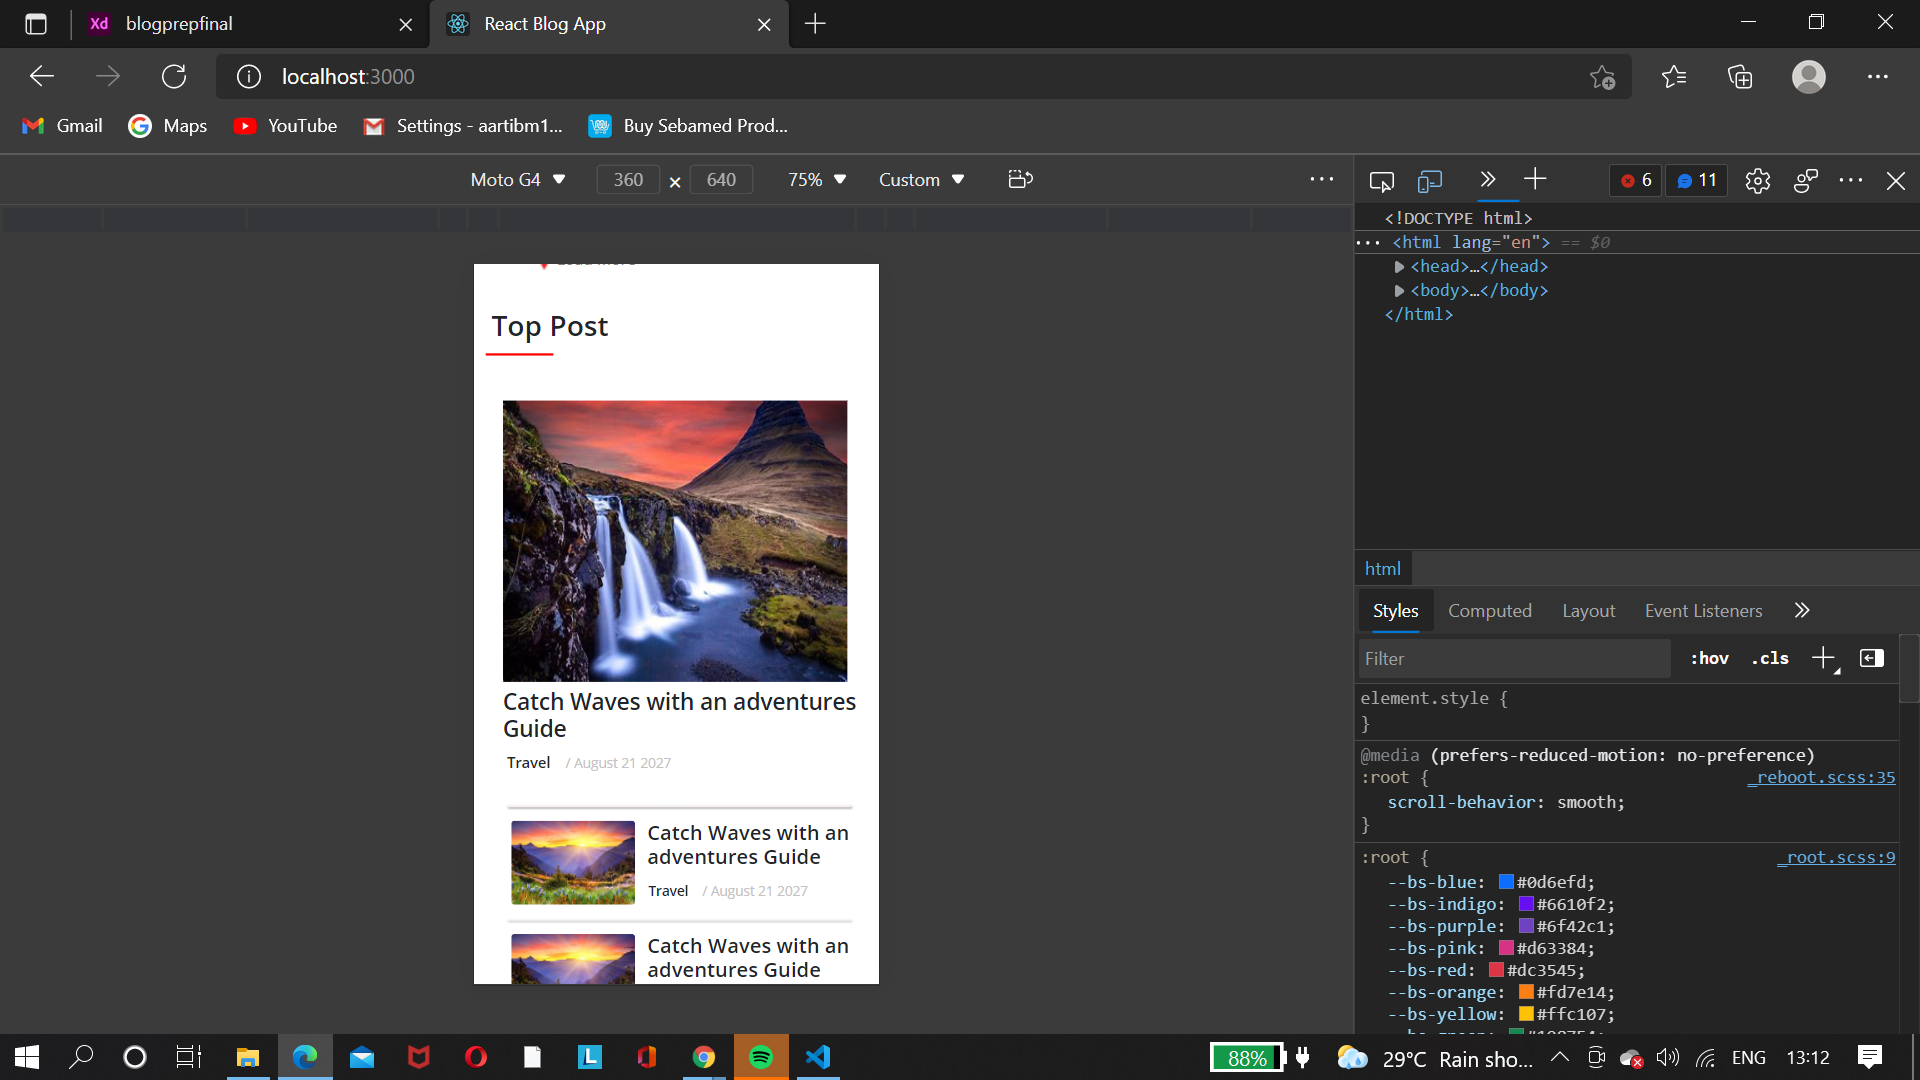 Xd blogprepfinal
React Blog App
localhost:3000
Gmail
Maps
YouTube
Settings - aartibm1...
Buy Sebamed Prod...
Moto G4
360 × 640
75%
Custom
6
11
Load More
Top Post
Catch Waves with an adventures
Guide
Travel / August 21 2027
Catch Waves with an
adventures Guide
Travel / August 21 2027
Catch Waves with an
adventures Guide
<!DOCTYPE html>
··· <html lang="en"> == $0
<head>…</head>
<body>…</body>
</html>
html
Styles Computed Layout Event Listeners
Filter :hov .cls
element.style {
}
@media (prefers-reduced-motion: no-preference)
:root { _reboot.scss:35
scroll-behavior: smooth;
}
:root { _root.scss:9
--bs-blue: #0d6efd;
--bs-indigo: #6610f2;
--bs-purple: #6f42c1;
--bs-pink: #d63384;
--bs-red: #dc3545;
--bs-orange: #fd7e14;
--bs-yellow: #ffc107;
--bs-green: #198754;
L
88%
29°C Rain sho...
ENG
13:12